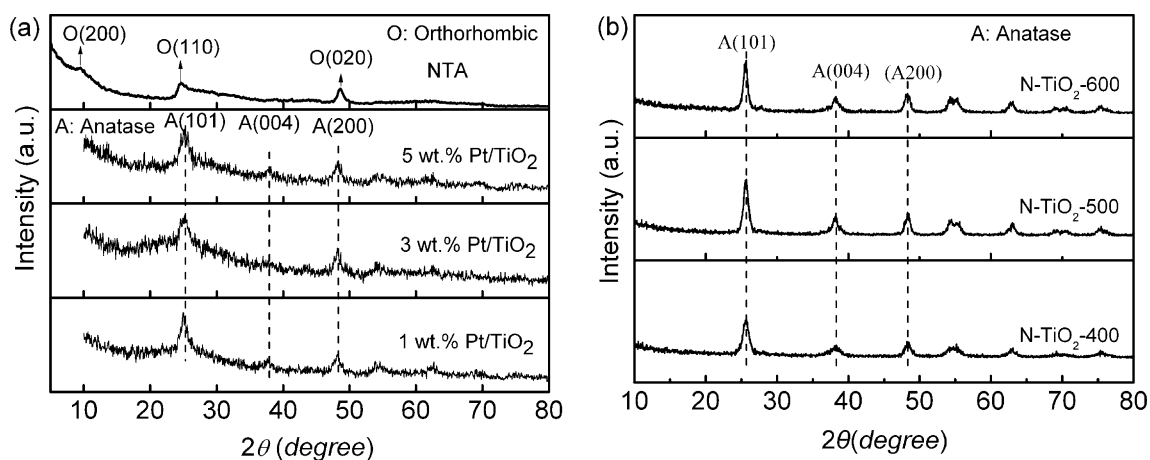 (a)
O(200)
O(110)
O(020)
O: Orthorhombic
NTA
A: Anatase
A(101)
A(004)
A(200)
5 wt.% Pt/TiO2
3 wt.% Pt/TiO2
1 wt.% Pt/TiO2
Intensity (a.u.)
10 20 30 40 50 60 70 80
2θ (degree)
(b)
A(101)
A: Anatase
A(004)
(A200)
N-TiO2-600
N-TiO2-500
N-TiO2-400
Intensity (a.u.)
10 20 30 40 50 60 70 80
2θ(degree)